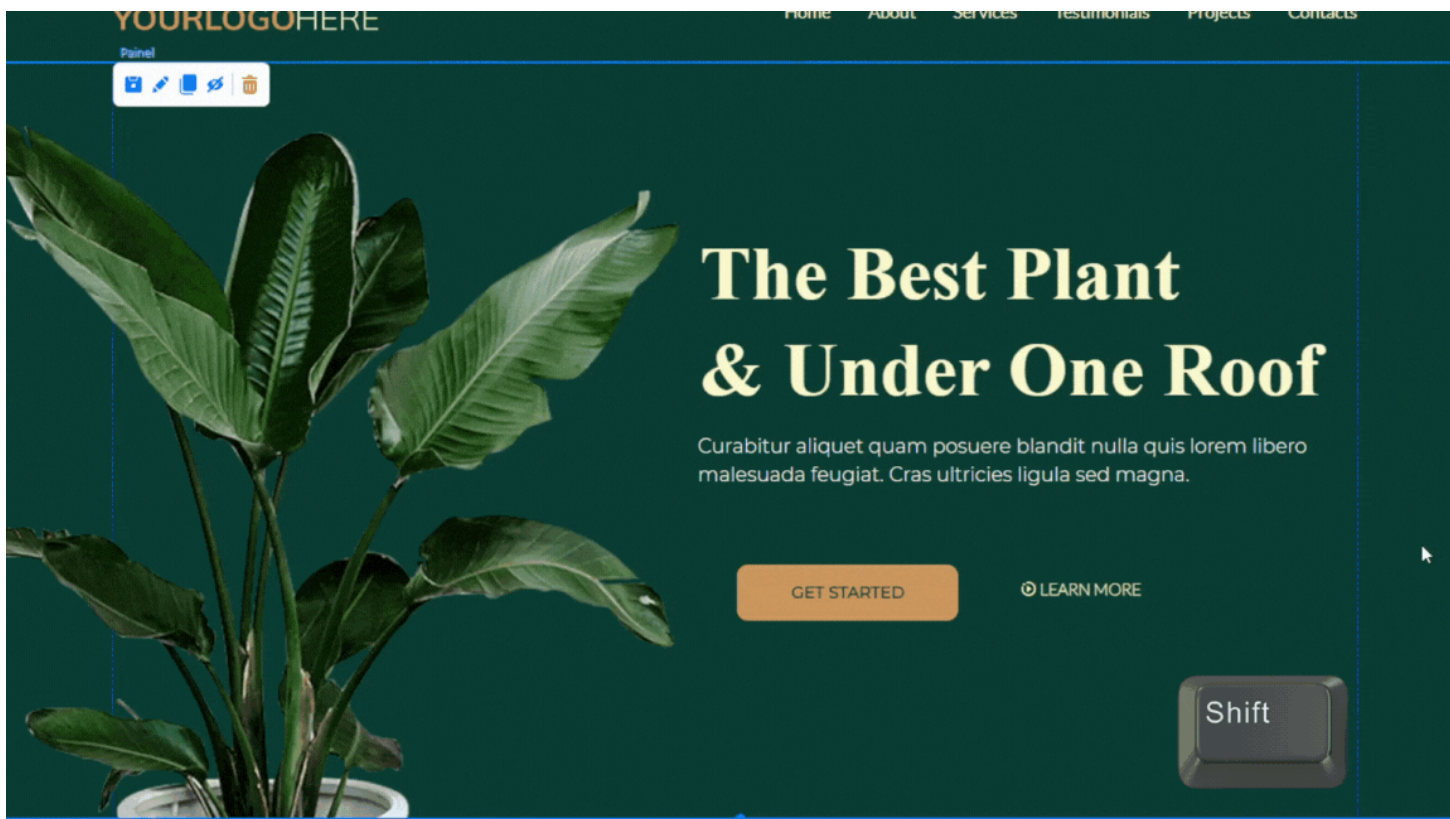 YOURLOGOHERE
Home About Services Testimonials Projects Contacts
Painel
The Best Plant
& Under One Roof
Curabitur aliquet quam posuere blandit nulla quis lorem libero
malesuada feugiat. Cras ultricies ligula sed magna.
GET STARTED
LEARN MORE
Shift